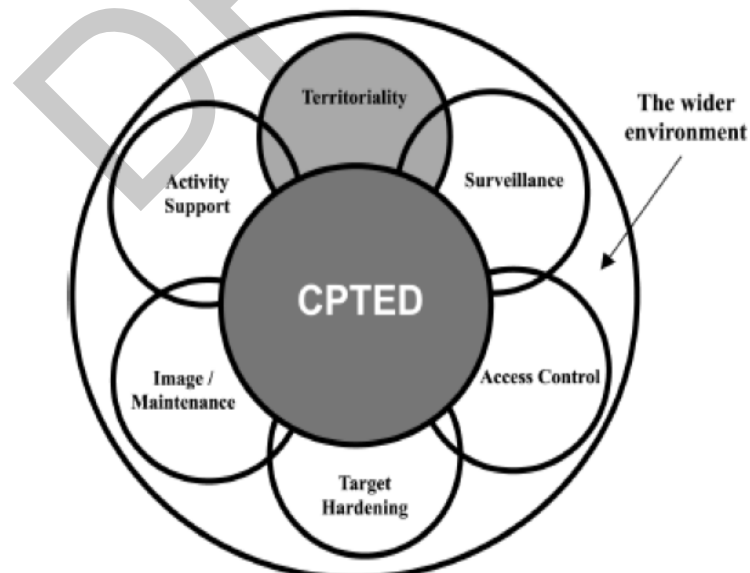 Territoriality
The wider
environment
Activity
Support
Surveillance
CPTED
Image /
Maintenance
Access Control
Target
Hardening